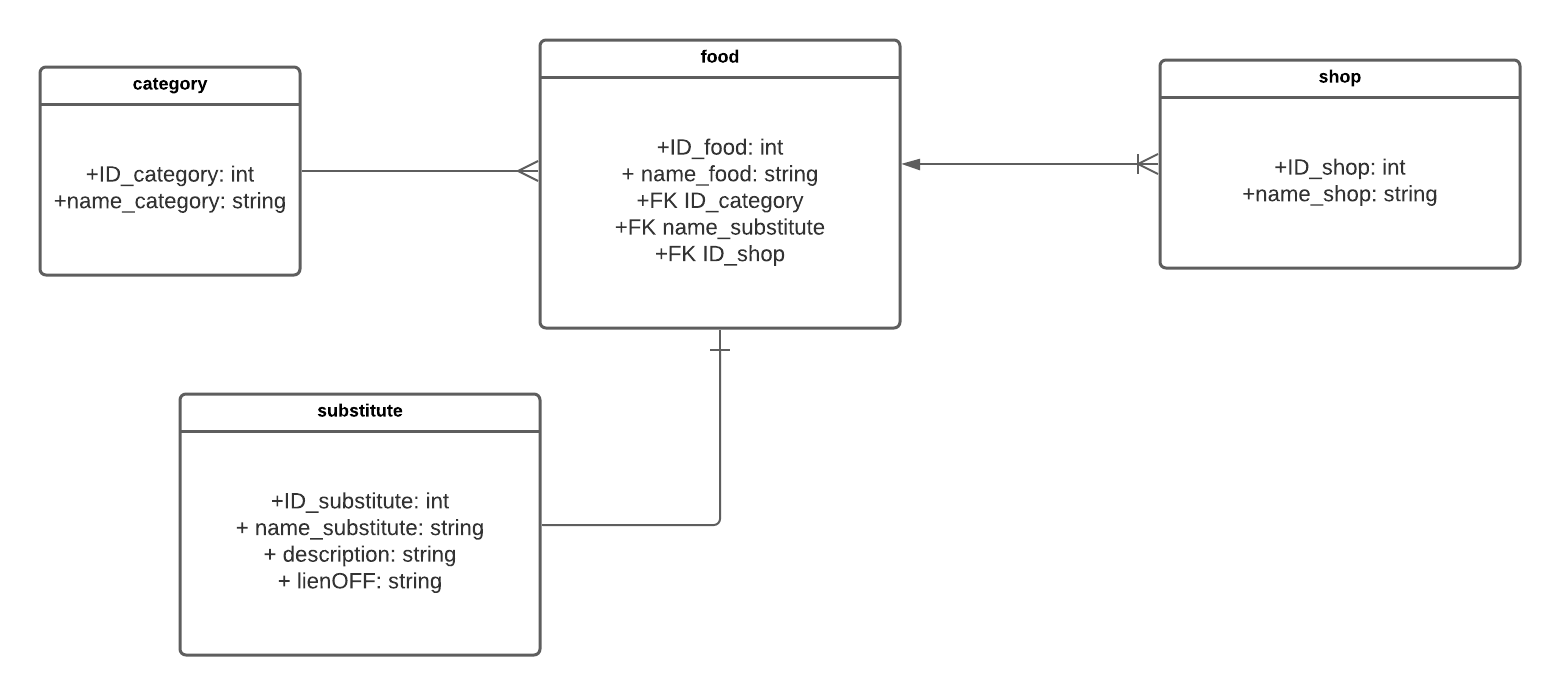 category
+ID_category: int
+name_category: string
food
+ID_food: int
+ name_food: string
+FK ID_category
+FK name_substitute
+FK ID_shop
shop
+ID_shop: int
+name_shop: string
substitute
+ID_substitute: int
+ name_substitute: string
+ description: string
+ lienOFF: string